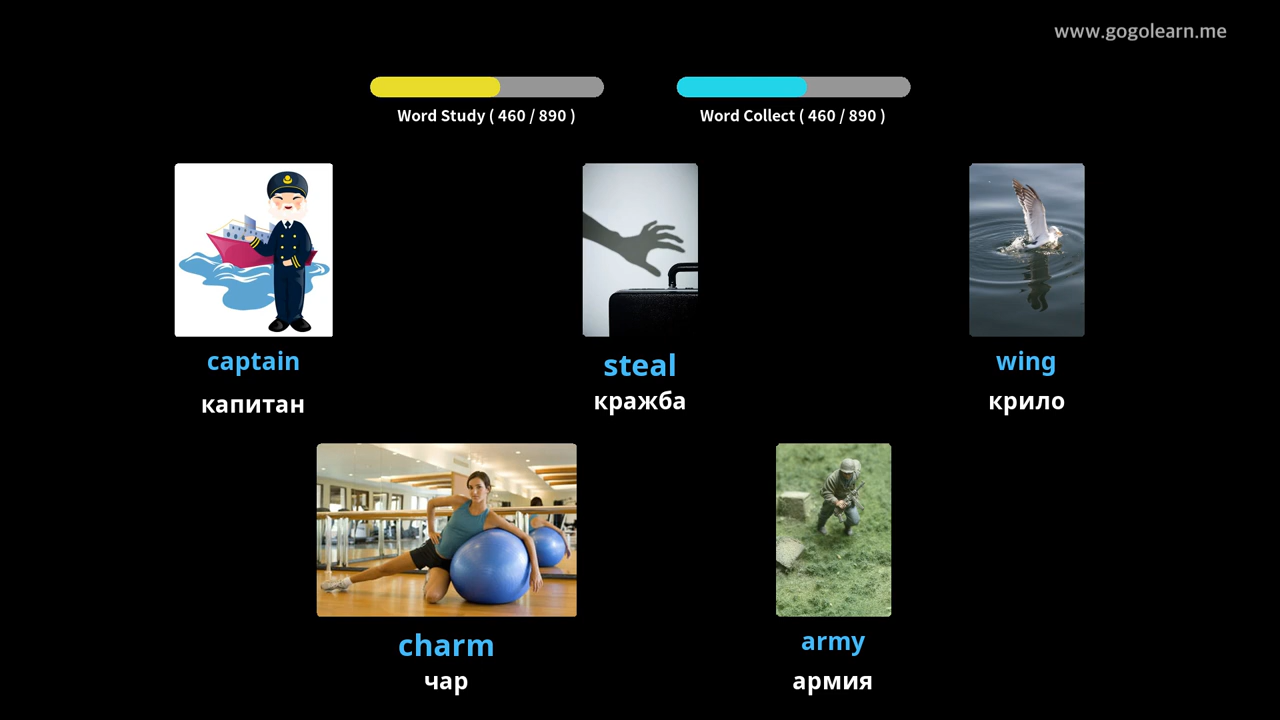 www.gogolearn.me
Word Study ( 460 / 890 )
Word Collect ( 460 / 890 )
captain
капитан
steal
кражба
wing
крило
charm
чар
army
армия